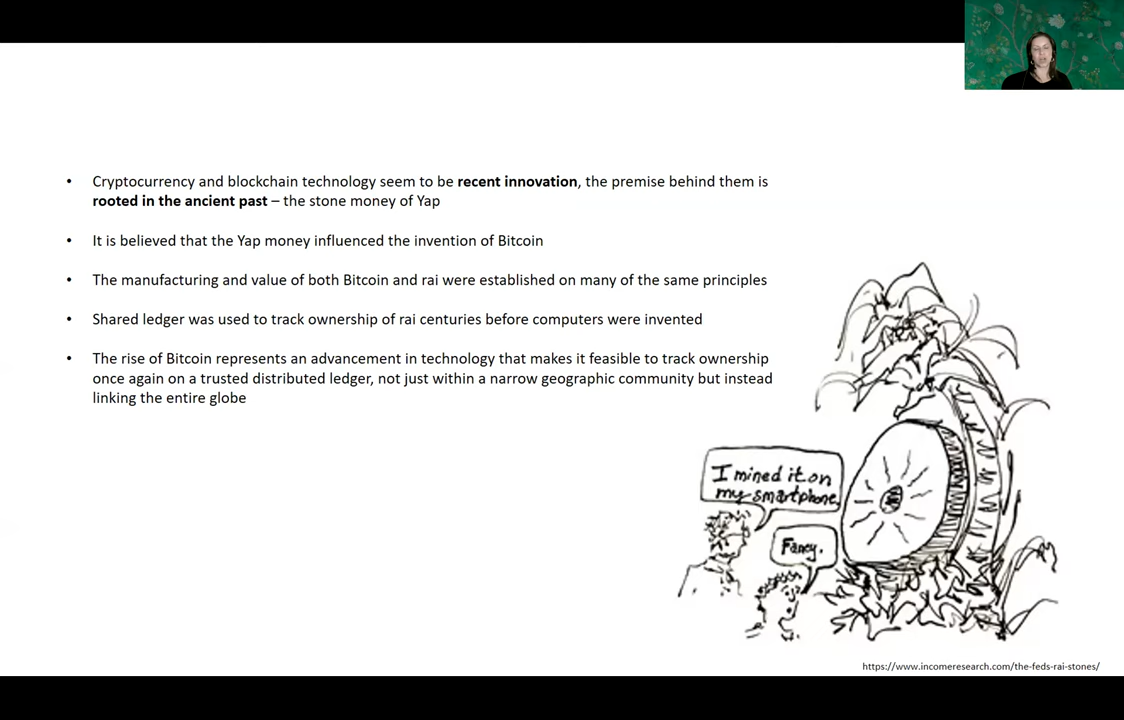 • Cryptocurrency and blockchain technology seem to be recent innovation, the premise behind them is
rooted in the ancient past – the stone money of Yap
• It is believed that the Yap money influenced the invention of Bitcoin
• The manufacturing and value of both Bitcoin and rai were established on many of the same principles
• Shared ledger was used to track ownership of rai centuries before computers were invented
• The rise of Bitcoin represents an advancement in technology that makes it feasible to track ownership
once again on a trusted distributed ledger, not just within a narrow geographic community but instead
linking the entire globe
I mined it on
my smartphone.
Fancy.
https://www.incomeresearch.com/the-feds-rai-stones/